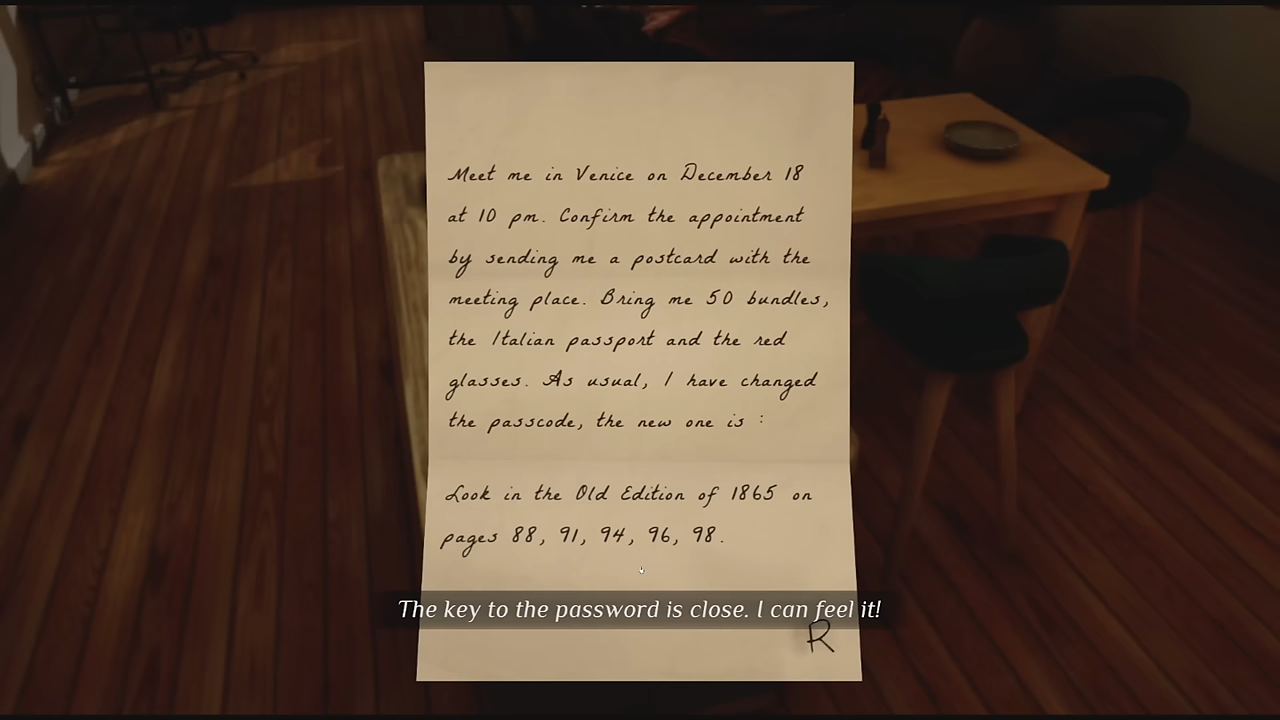 Meet me in Venice on December 18
at 10 pm. Confirm the appointment
by sending me a postcard with the
meeting place. Bring me 50 bundles,
the Italian passport and the red
glasses. As usual, I have changed
the passcode, the new one is :
Look in the Old Edition of 1865 on
pages 88, 91, 94, 96, 98.
The key to the password is close. I can feel it!
R